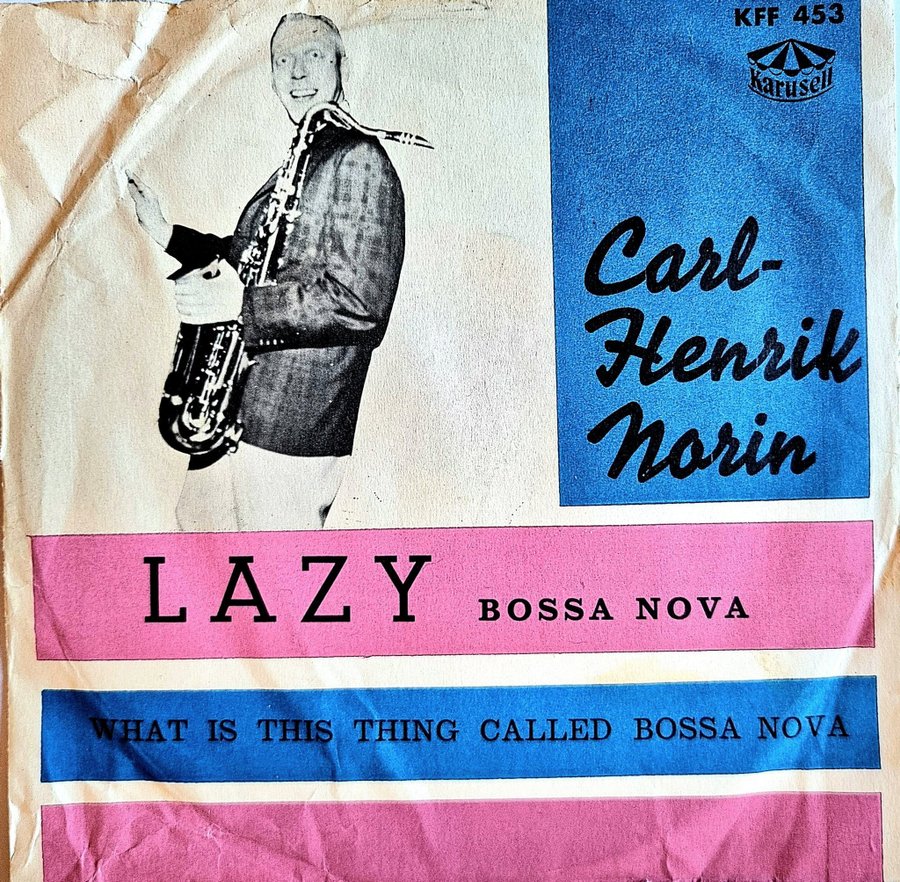 KFF 453
Karusell
Carl-
Henrik
Norin
LAZY BOSSA NOVA
WHAT IS THIS THING CALLED BOSSA NOVA